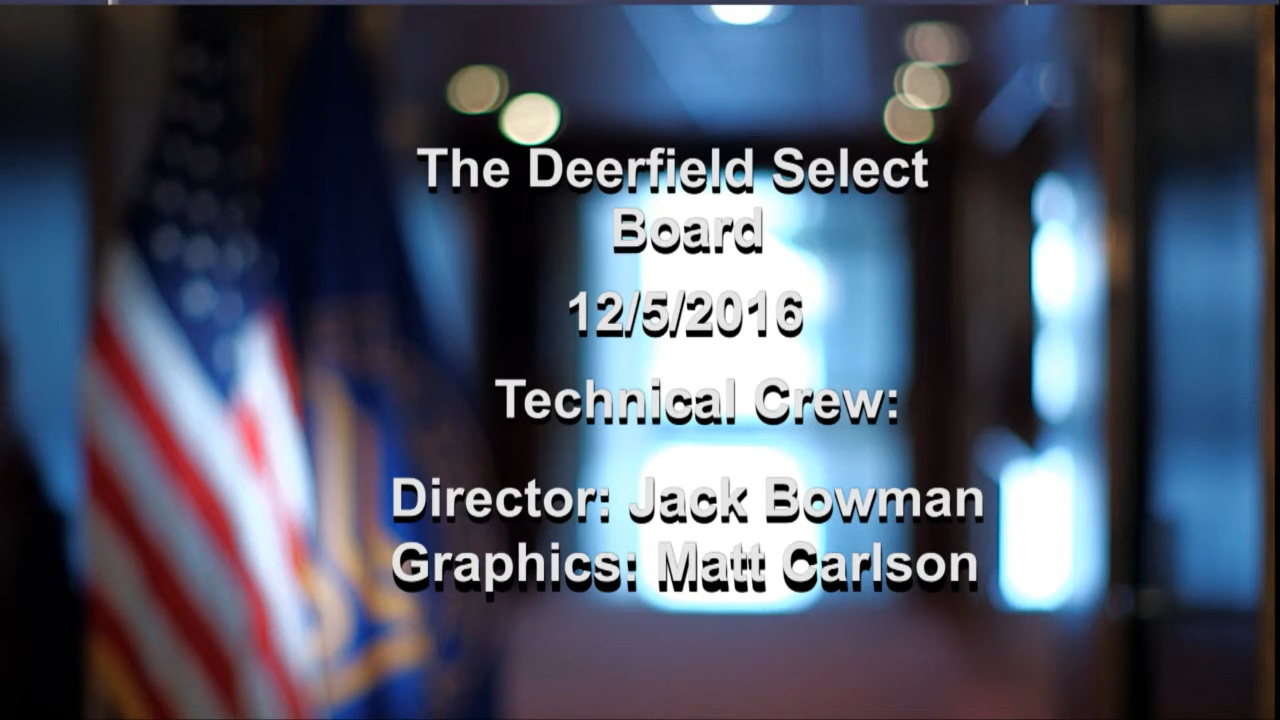 The Deerfield Select
Board
12/5/2016
Technical Crew:
Director: Jack Bowman
Graphics: Matt Carlson